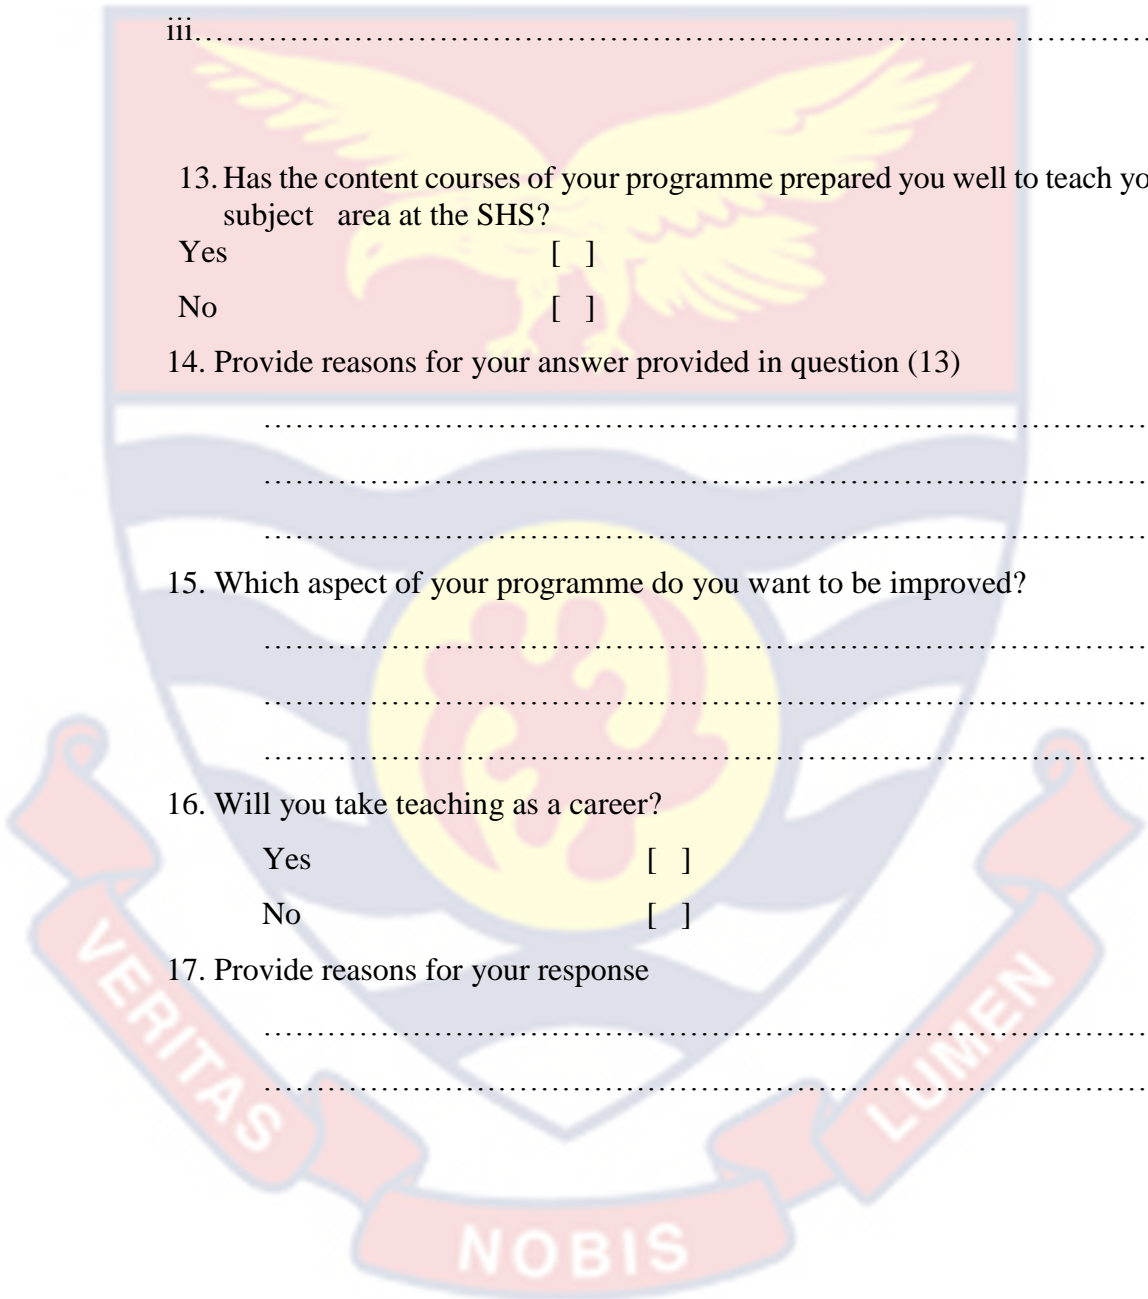 iii…………………………………………………………………………………
13. Has the content courses of your programme prepared you well to teach yo
subject area at the SHS?
Yes [ ]
No [ ]
14. Provide reasons for your answer provided in question (13)
……………………………………………………………………………
……………………………………………………………………………
……………………………………………………………………………
15. Which aspect of your programme do you want to be improved?
……………………………………………………………………………
……………………………………………………………………………
……………………………………………………………………………
16. Will you take teaching as a career?
Yes [ ]
No [ ]
17. Provide reasons for your response
……………………………………………………………………………
……………………………………………………………………………
VERITAS
NOBIS
LUMEN